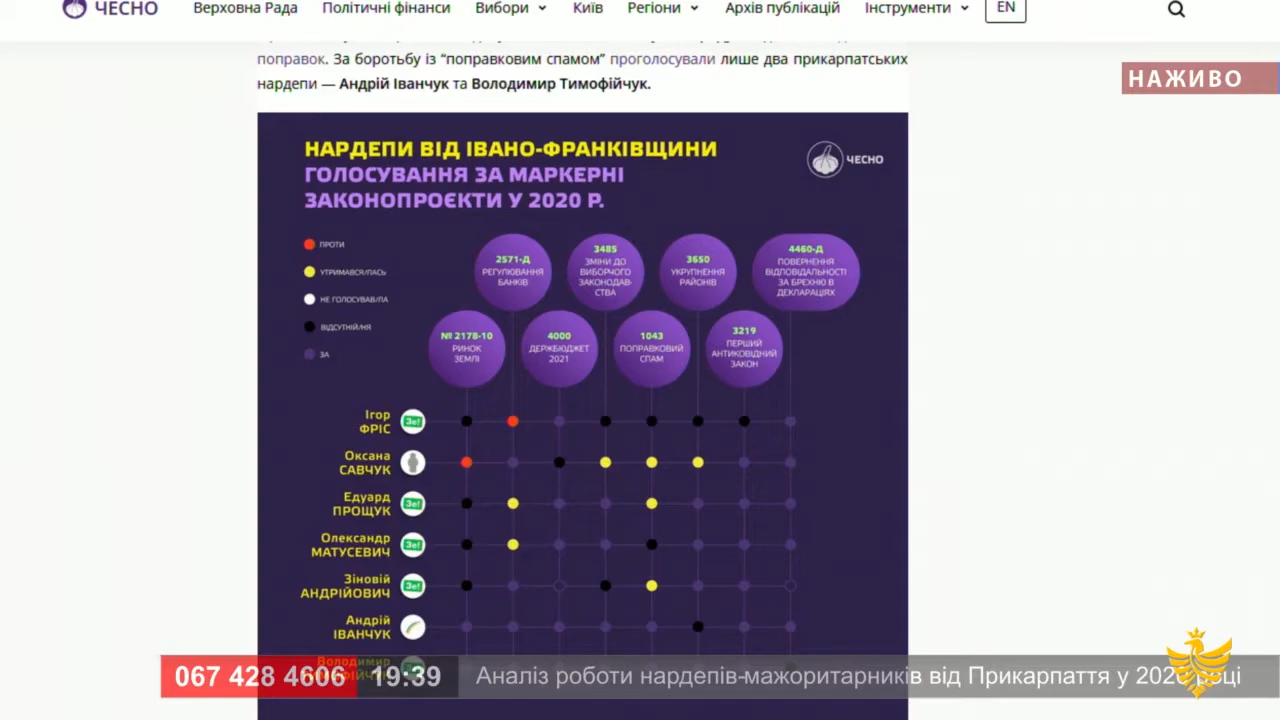 ЧЕСНО
Верховна Рада
Політичні фінанси
Вибори
Київ
Регіони
Архів публікацій
Інструменти
EN
поправок. За боротьбу із “поправковим спамом” проголосували лише два прикарпатських
нардепи — Андрій Іванчук та Володимир Тимофійчук.
НАЖИВО
НАРДЕПИ ВІД ІВАНО-ФРАНКІВЩИНИ
ГОЛОСУВАННЯ ЗА МАРКЕРНІ
ЗАКОНОПРОЄКТИ У 2020 Р.
ЧЕСНО
ПРОТИ
УТРИМАВСЯ/ЛАСЬ
НЕ ГОЛОСУВАВ/ЛА
ВІДСУТНІЙ/НЯ
ЗА
2571-Д
РЕГУЛЮВАННЯ
БАНКІВ
3485
ЗМІНИ ДО
ВИБОРЧОГО
ЗАКОНОДАВ-
СТВА
3650
УКРУПНЕННЯ
РАЙОНІВ
4460-Д
ПОВЕРНЕННЯ
ВІДПОВІДАЛЬНОСТІ
ЗА БРЕХНЮ В
ДЕКЛАРАЦІЯХ
№ 2178-10
РИНОК
ЗЕМЛІ
4000
ДЕРЖБЮДЖЕТ
2021
1043
ПОПРАВКОВИЙ
СПАМ
3219
ПЕРШИЙ
АНТИКОВІДНИЙ
ЗАКОН
Ігор
ФРІС
Зе!
Оксана
САВЧУК
Едуард
ПРОЩУК
Зе!
Олександр
МАТУСЕВИЧ
Зе!
Зіновій
АНДРІЙОВИЧ
Зе!
Андрій
ІВАНЧУК
Володимир
067 428 4606
19:39
Аналіз роботи нардепів-мажоритарників від Прикарпаття у 2020 році